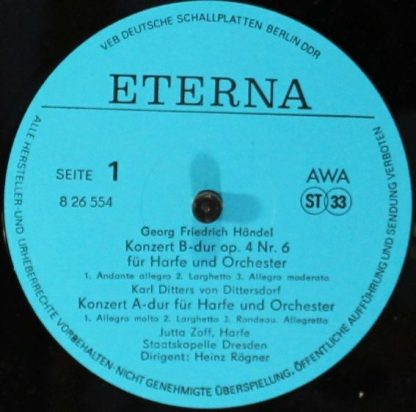 VEB DEUTSCHE SCHALLPLATTEN BERLIN DDR
ETERNA
SEITE 1
8 26 554
AWA
ST 33
Georg Friedrich Händel
Konzert B-dur op. 4 Nr. 6
für Harfe und Orchester
1. Andante allegro 2. Larghetto 3. Allegro moderato
Karl Ditters von Dittersdorf
Konzert A-dur für Harfe und Orchester
1. Allegro molto 2. Larghetto 3. Rondeau. Allegretto
Jutta Zoff, Harfe
Staatskapelle Dresden
Dirigent: Heinz Rögner
ALLE HERSTELLER- UND URHEBERRECHTE VORBEHALTEN · NICHT GENEHMIGTE ÜBERSPIELUNG, ÖFFENTLICHE AUFFÜHRUNG UND SENDUNG VERBOTEN